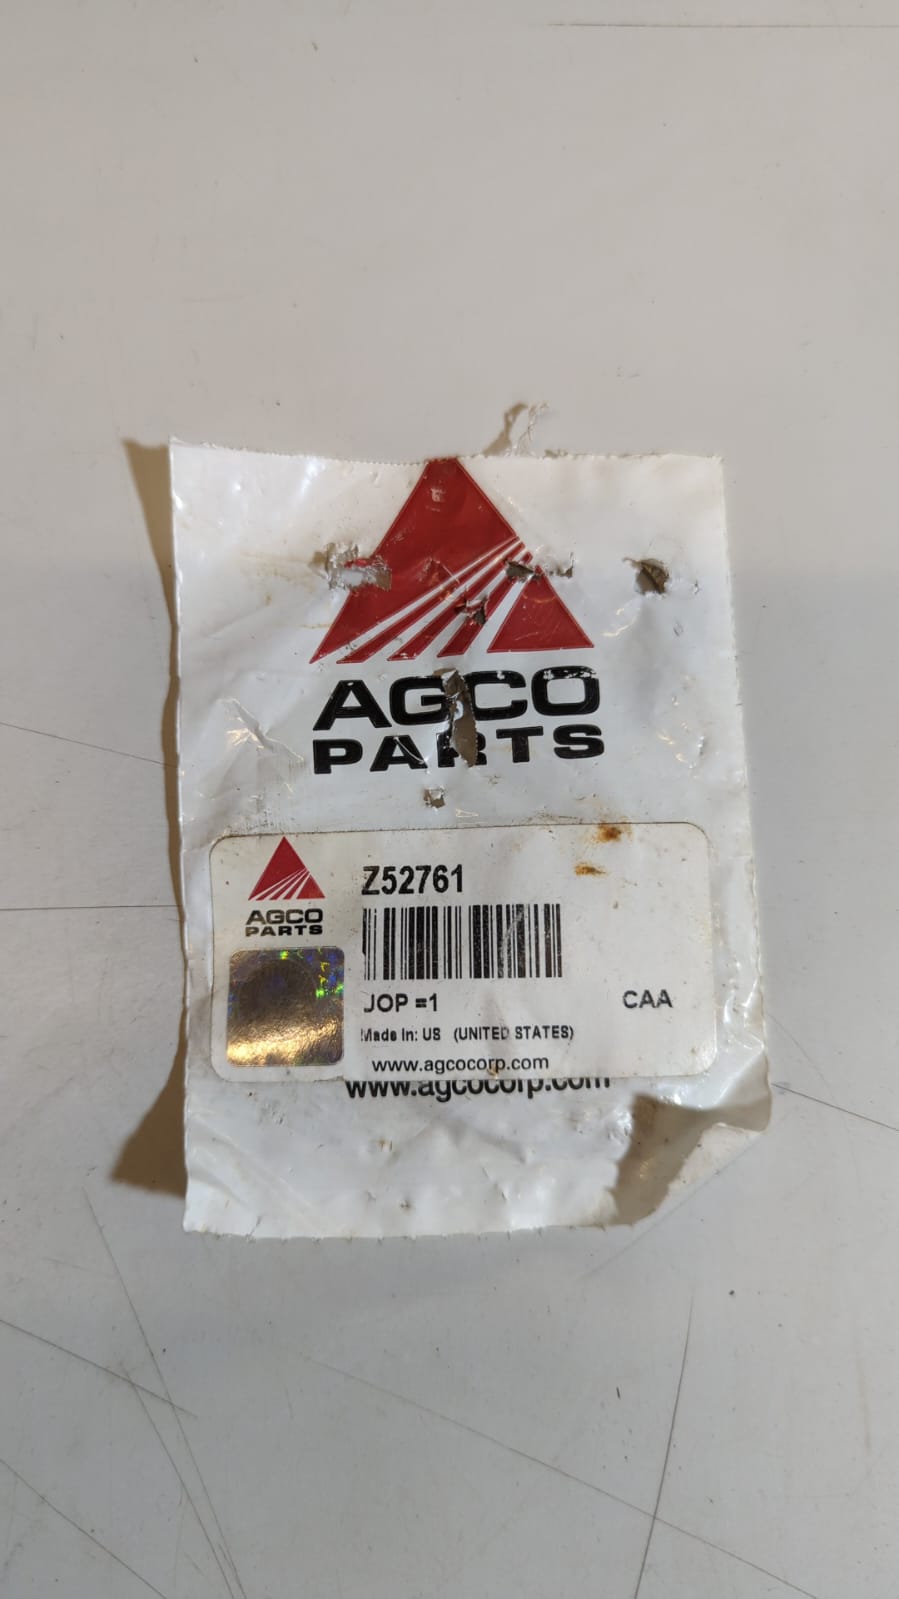 AGCO
PARTS
Z52761
AGCO
PARTS
JOP =1
CAA
Made in: US (UNITED STATES)
www.agcocorp.com
www.agcocorp.com